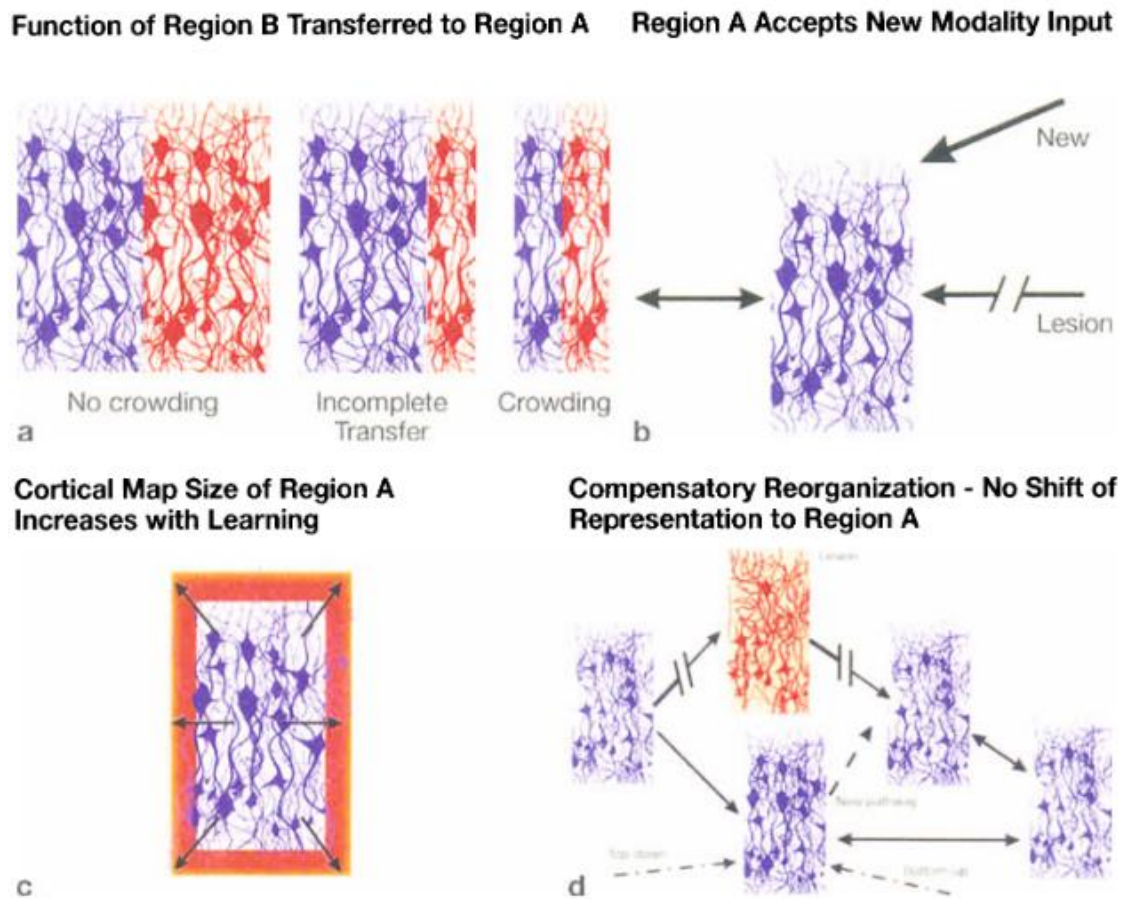 Function of Region B Transferred to Region A
Region A Accepts New Modality Input
New
Lesion
No crowding
Incomplete
Transfer
Crowding
a
b
Cortical Map Size of Region A
Increases with Learning
Compensatory Reorganization - No Shift of
Representation to Region A
Lesion
New pathway
Top down
Bottom-up
c
d